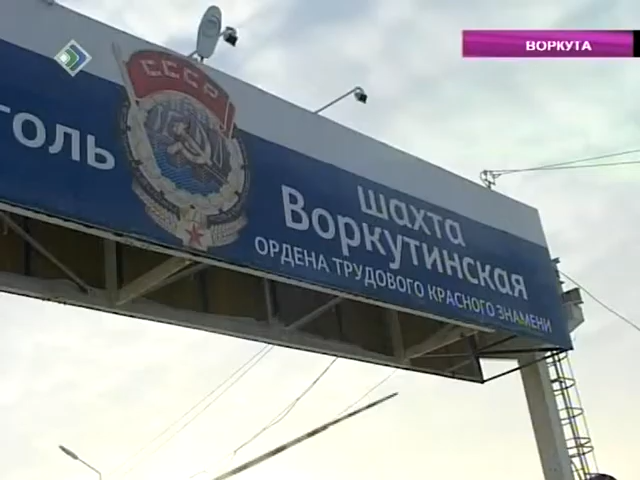 ВОРКУТА
СССР
голь
шахта
Воркутинская
ОРДЕНА ТРУДОВОГО КРАСНОГО ЗНАМЕНИ